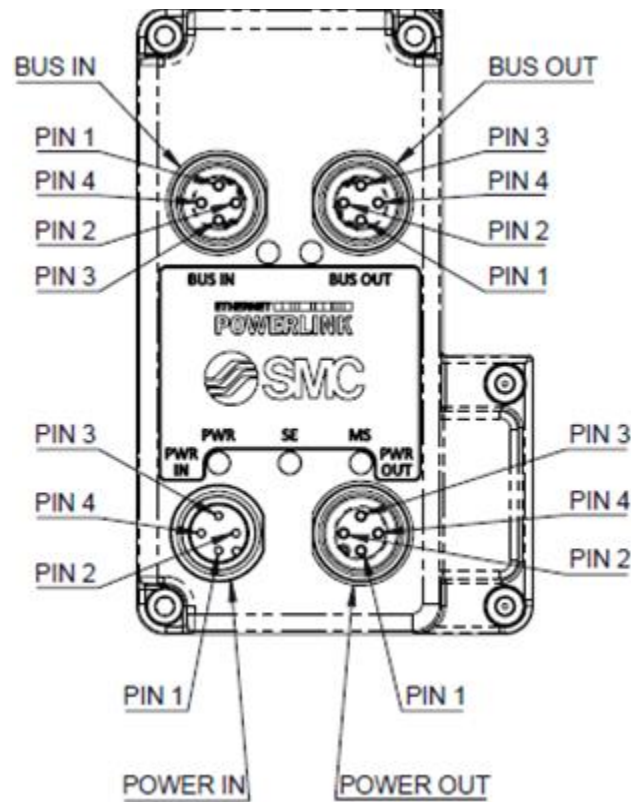 BUS IN
BUS OUT
PIN 1
PIN 3
PIN 4
PIN 4
PIN 2
PIN 2
PIN 3
PIN 1
BUS IN
BUS OUT
ETHERNET
POWERLINK
SMC
PIN 3
PWR
SE
MS
PIN 3
PWR IN
PWR OUT
PIN 4
PIN 4
PIN 2
PIN 2
PIN 1
PIN 1
POWER IN
POWER OUT